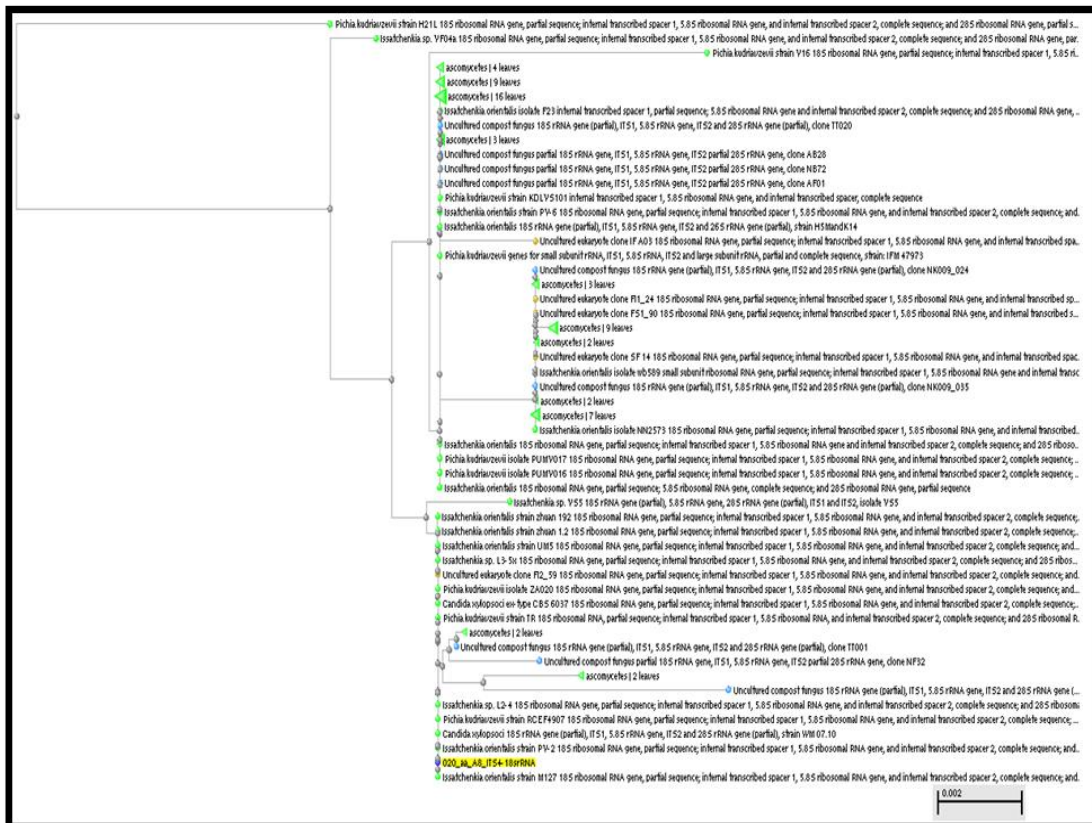 Pichia kudriavzevii strain H21L 18S ribosomal RNA gene, partial sequence; internal transcribed spacer 1, 5.8S ribosomal RNA gene, and internal transcribed spacer 2, complete sequence; and 28S ribosomal RNA gene, partial s...
Issatchenkia sp. VF04a 18S ribosomal RNA gene, partial sequence; internal transcribed spacer 1, 5.8S ribosomal RNA gene, and internal transcribed spacer 2, complete sequence; and 28S ribosomal RNA gene, par.
Pichia kudriavzevii strain V16 18S ribosomal RNA gene, partial sequence; internal transcribed spacer 1, 5.8S ri..
ascomycetes | 4 leaves
ascomycetes | 9 leaves
ascomycetes | 16 leaves
Issatchenkia orientalis isolate F23 internal transcribed spacer 1, partial sequence; 5.8S ribosomal RNA gene and internal transcribed spacer 2, complete sequence; and 28S ribosomal RNA gene, ..
Uncultured compost fungus 18S rRNA gene (partial), ITS1, 5.8S rRNA gene, ITS2 and 28S rRNA gene (partial), clone TT020
ascomycetes | 3 leaves
Uncultured compost fungus partial 18S rRNA gene, ITS1, 5.8S rRNA gene, ITS2 partial 28S rRNA gene, clone AB28
Uncultured compost fungus partial 18S rRNA gene, ITS1, 5.8S rRNA gene, ITS2 partial 28S rRNA gene, clone NB72
Uncultured compost fungus partial 18S rRNA gene, ITS1, 5.8S rRNA gene, ITS2 partial 28S rRNA gene, clone AF01
Pichia kudriavzevii strain KDLYS101 internal transcribed spacer 1, 5.8S ribosomal RNA gene, and internal transcribed spacer, complete sequence
Issatchenkia orientalis strain PV-6 18S ribosomal RNA gene, partial sequence; internal transcribed spacer 1, 5.8S ribosomal RNA gene, and internal transcribed spacer 2, complete sequence; and.
Issatchenkia 18S rRNA gene (partial), ITS1, 5.8S rRNA gene, ITS2 and 26S rRNA gene (partial), strain HSMandK14
Uncultured eukaryote clone IF A03 18S ribosomal RNA gene, partial sequence; internal transcribed spacer 1, 5.8S ribosomal RNA gene, and internal transcribed spa..
Pichia kudriavzevii genes for small subunit rRNA, ITS1, 5.8S rRNA, ITS2 and large subunit rRNA, partial and complete sequence, strain: IFM 47973
Uncultured compost fungus 18S rRNA gene (partial), ITS1, 5.8S rRNA gene, ITS2 and 28S rRNA gene (partial), clone NK009_024
ascomycetes | 3 leaves
Uncultured eukaryote clone FI1_24 18S ribosomal RNA gene, partial sequence; internal transcribed spacer 1, 5.8S ribosomal RNA gene, and internal transcribed sp...
Uncultured eukaryote clone FS1_90 18S ribosomal RNA gene, partial sequence; internal transcribed spacer 1, 5.8S ribosomal RNA gene, and internal transcribed s...
ascomycetes | 9 leaves
ascomycetes | 2 leaves
Uncultured eukaryote clone SF 14 18S ribosomal RNA gene, partial sequence; internal transcribed spacer 1, 5.8S ribosomal RNA gene, and internal transcribed spac.
Issatchenkia orientalis isolate wb589 small subunit ribosomal RNA gene, partial sequence; internal transcribed spacer 1, 5.8S ribosomal RNA gene and internal transc
Uncultured compost fungus 18S rRNA gene (partial), ITS1, 5.8S rRNA gene, ITS2 and 28S rRNA gene (partial), clone NK009_035
ascomycetes | 2 leaves
ascomycetes | 7 leaves
Issatchenkia orientalis isolate NN2573 18S ribosomal RNA gene, partial sequence; internal transcribed spacer 1, 5.8S ribosomal RNA gene, and internal transcribed..
Issatchenkia orientalis 18S ribosomal RNA gene, partial sequence; internal transcribed spacer 1, 5.8S ribosomal RNA gene, and internal transcribed spacer 2, complete sequence; and 28S riboso..
Pichia kudriavzevii isolate PUMV017 18S ribosomal RNA gene, partial sequence; internal transcribed spacer 1, 5.8S ribosomal RNA gene, and internal transcribed spacer 2, complete sequence; ..
Pichia kudriavzevii isolate PUMV016 18S ribosomal RNA gene, partial sequence; internal transcribed spacer 1, 5.8S ribosomal RNA gene, and internal transcribed spacer 2, complete sequence; ..
Issatchenkia orientalis 18S ribosomal RNA gene, partial sequence; 5.8S ribosomal RNA gene, complete sequence; and 28S ribosomal RNA gene, partial sequence
Issatchenkia sp. VS5 18S rRNA gene (partial), 5.8S rRNA gene, 28S rRNA gene (partial), ITS1 and ITS2, isolate VS5
Issatchenkia orientalis strain zhuan 192 18S ribosomal RNA gene, partial sequence; internal transcribed spacer 1, 5.8S ribosomal RNA gene, and internal transcribed spacer 2, complete sequence;.
Issatchenkia orientalis strain zhuan 1.2 18S ribosomal RNA gene, partial sequence; internal transcribed spacer 1, 5.8S ribosomal RNA gene, and internal transcribed spacer 2, complete sequence;..
Issatchenkia orientalis strain UM5 18S ribosomal RNA gene, partial sequence; internal transcribed spacer 1, 5.8S ribosomal RNA gene, and internal transcribed spacer 2, complete sequence; and...
Issatchenkia sp. L3-5x 18S ribosomal RNA gene, partial sequence; internal transcribed spacer 1, 5.8S ribosomal RNA gene, and internal transcribed spacer 2, complete sequence; and 28S ribos...
Uncultured eukaryote clone FI2_59 18S ribosomal RNA gene, partial sequence; internal transcribed spacer 1, 5.8S ribosomal RNA gene, and internal transcribed spacer 2, complete sequence; and.
Pichia kudriavzevii isolate ZA020 18S ribosomal RNA gene, partial sequence; internal transcribed spacer 1, 5.8S ribosomal RNA gene, and internal transcribed spacer 2, complete sequence; and..
Candida xylopsoci ex-type CBS 6037 18S ribosomal RNA gene, partial sequence; internal transcribed spacer 1, 5.8S ribosomal RNA gene, and internal transcribed spacer 2, complete sequence;..
Pichia kudriavzevii strain TR 18S ribosomal RNA, partial sequence; internal transcribed spacer 1, 5.8S ribosomal RNA, and internal transcribed spacer 2, complete sequence; and 28S ribosomal R.
ascomycetes | 2 leaves
Uncultured compost fungus 18S rRNA gene (partial), ITS1, 5.8S rRNA gene, ITS2 and 28S rRNA gene (partial), clone TT001
Uncultured compost fungus partial 18S rRNA gene, ITS1, 5.8S rRNA gene, ITS2 partial 28S rRNA gene, clone NF32
ascomycetes | 2 leaves
Uncultured compost fungus 18S rRNA gene (partial), ITS1, 5.8S rRNA gene, ITS2 and 28S rRNA gene (...
Issatchenkia sp. L2-4 18S ribosomal RNA gene, partial sequence; internal transcribed spacer 1, 5.8S ribosomal RNA gene, and internal transcribed spacer 2, complete sequence; and 28S ribosoma
Pichia kudriavzevii strain RCEF4907 18S ribosomal RNA gene, partial sequence; internal transcribed spacer 1, 5.8S ribosomal RNA gene, and internal transcribed spacer 2, complete sequence; ...
Candida xylopsoci 18S rRNA gene (partial), ITS1, 5.8S rRNA gene, ITS2 and 28S rRNA gene (partial), strain WM 07.10
Issatchenkia orientalis strain PV-2 18S ribosomal RNA gene, partial sequence; internal transcribed spacer 1, 5.8S ribosomal RNA gene, and internal transcribed spacer 2, complete sequence; and..
020_aa_A8_ITS4-18srRNA
Issatchenkia orientalis strain M127 18S ribosomal RNA gene, partial sequence; internal transcribed spacer 1, 5.8S ribosomal RNA gene, and internal transcribed spacer 2, complete sequence; and.
0.002